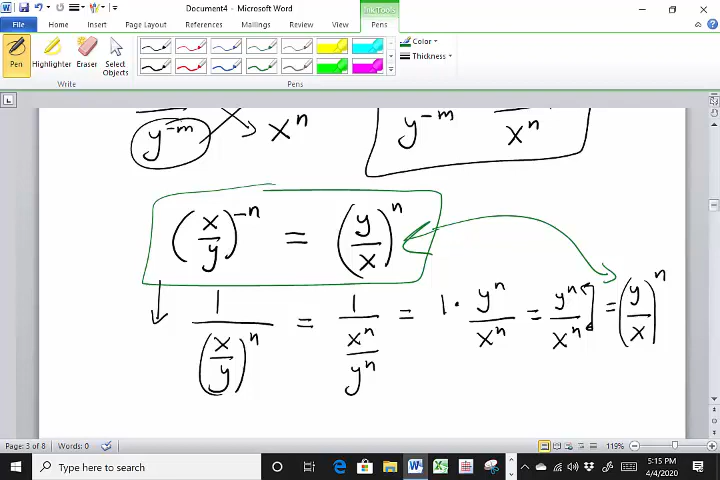 Document4 - Microsoft Word
InkTools
File Home Insert Page Layout References Mailings Review View Pens
Pen Highlighter Eraser Select Objects
Color
Thickness
Write Pens
y^{-m} x^n y^{-m} x^n
(x/y)^{-n} = (y/x)^n
1/(x/y)^n = 1/(x^n/y^n) = 1 · y^n/x^n = y^n/x^n = (y/x)^n
Page: 3 of 8 Words: 0 119%
Type here to search
5:15 PM
4/4/2020